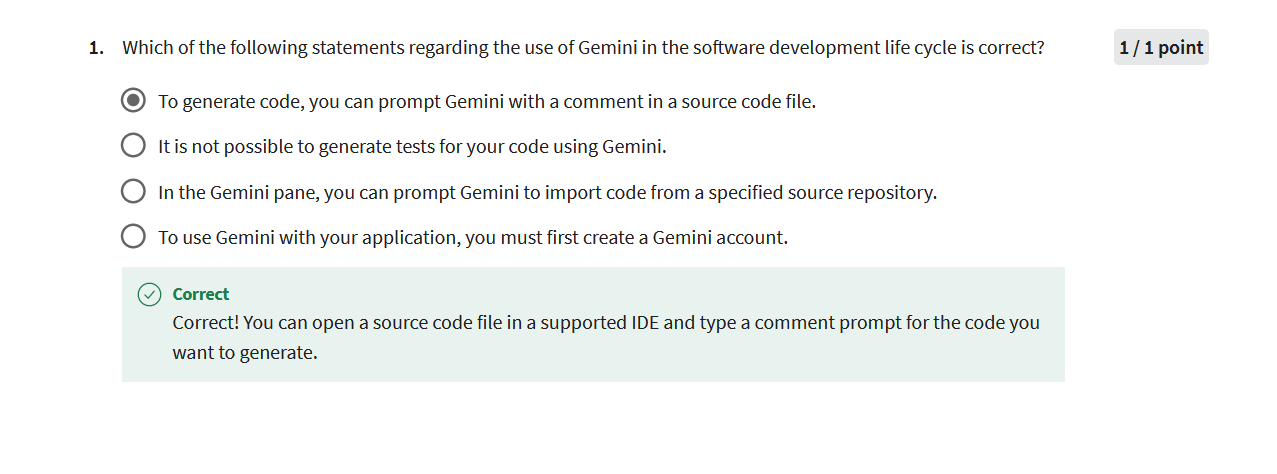 1. Which of the following statements regarding the use of Gemini in the software development life cycle is correct?
1 / 1 point
To generate code, you can prompt Gemini with a comment in a source code file.
It is not possible to generate tests for your code using Gemini.
In the Gemini pane, you can prompt Gemini to import code from a specified source repository.
To use Gemini with your application, you must first create a Gemini account.
Correct
Correct! You can open a source code file in a supported IDE and type a comment prompt for the code you
want to generate.